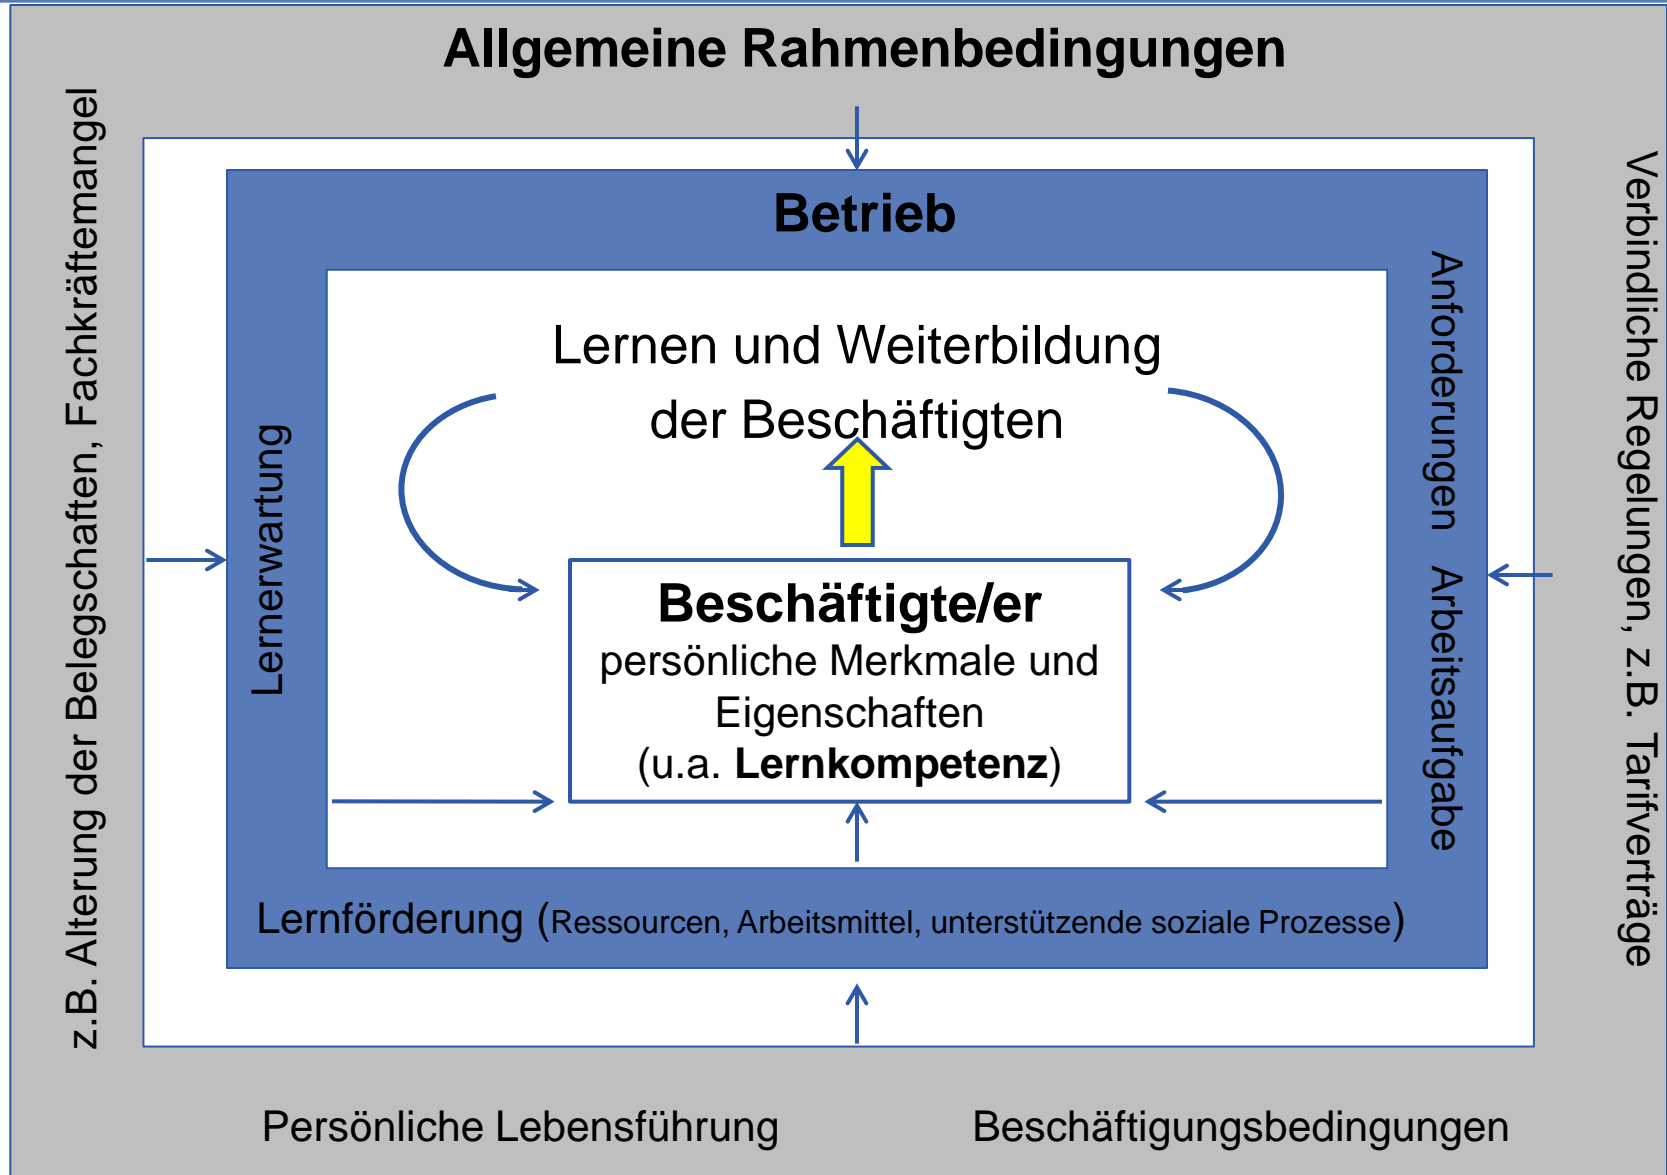 Allgemeine Rahmenbedingungen
z.B. Alterung der Belegschaften, Fachkräftemangel
Verbindliche Regelungen, z.B. Tarifverträge
Betrieb
Lernerwartung
Anforderungen Arbeitsaufgabe
Lernen und Weiterbildung
der Beschäftigten
Beschäftigte/er
persönliche Merkmale und
Eigenschaften
(u.a. Lernkompetenz)
Lernförderung (Ressourcen, Arbeitsmittel, unterstützende soziale Prozesse)
Persönliche Lebensführung
Beschäftigungsbedingungen